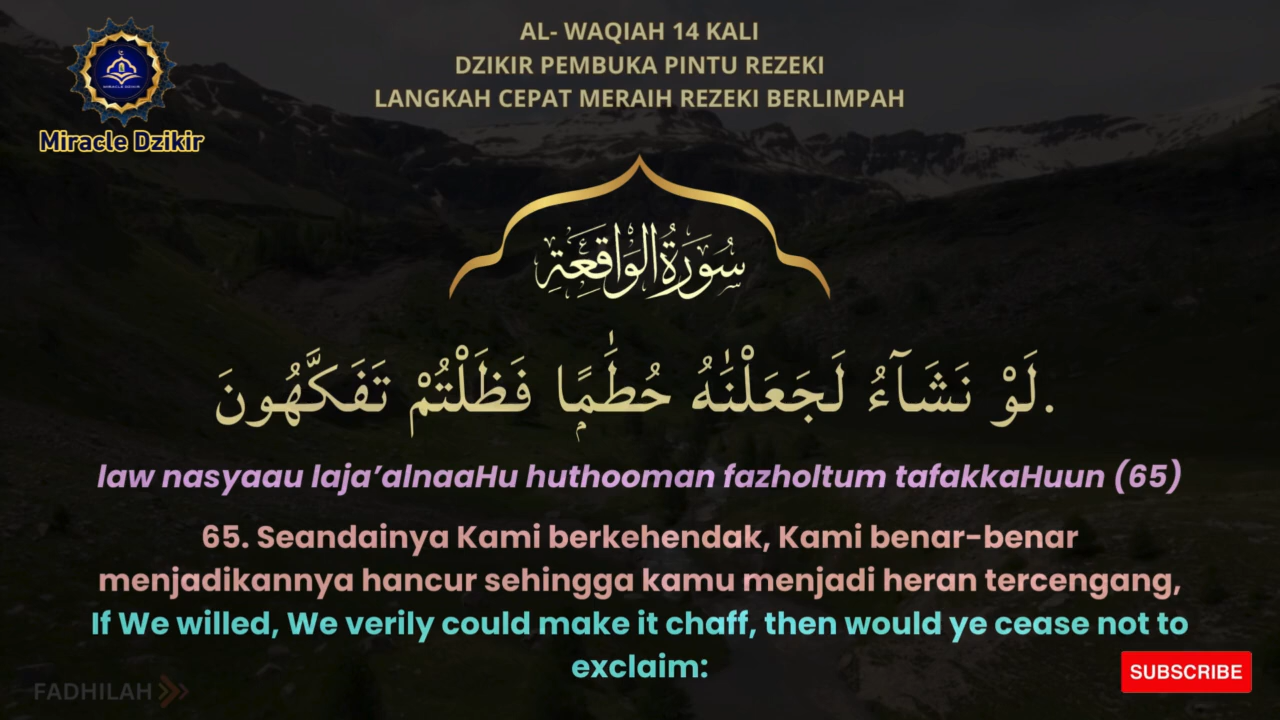 AL- WAQIAH 14 KALI
DZIKIR PEMBUKA PINTU REZEKI
LANGKAH CEPAT MERAIH REZEKI BERLIMPAH
MIRACLE DZIKIR
Miracle Dzikir
سُورَةُ الوَاقِعَةِ
لَوْ نَشَآءُ لَجَعَلْنَٰهُ حُطَٰمًۭا فَظَلْتُمْ تَفَكَّهُونَ.
law nasyaau laja’alnaaHu huthooman fazholtum tafakkaHuun (65)
65. Seandainya Kami berkehendak, Kami benar-benar
menjadikannya hancur sehingga kamu menjadi heran tercengang,
If We willed, We verily could make it chaff, then would ye cease not to
exclaim:
SUBSCRIBE
FADHILAH